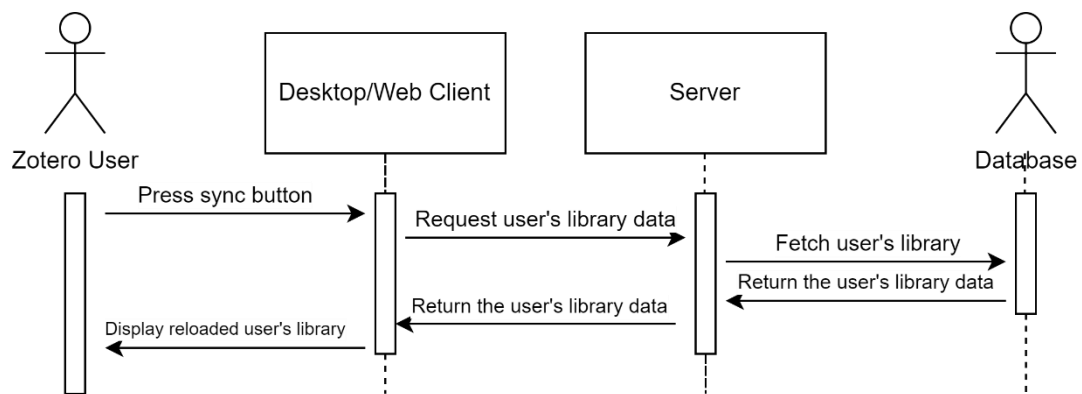 Desktop/Web Client
Server
Zotero User
Database
Press sync button
Request user's library data
Fetch user's library
Return the user's library data
Return the user's library data
Display reloaded user's library